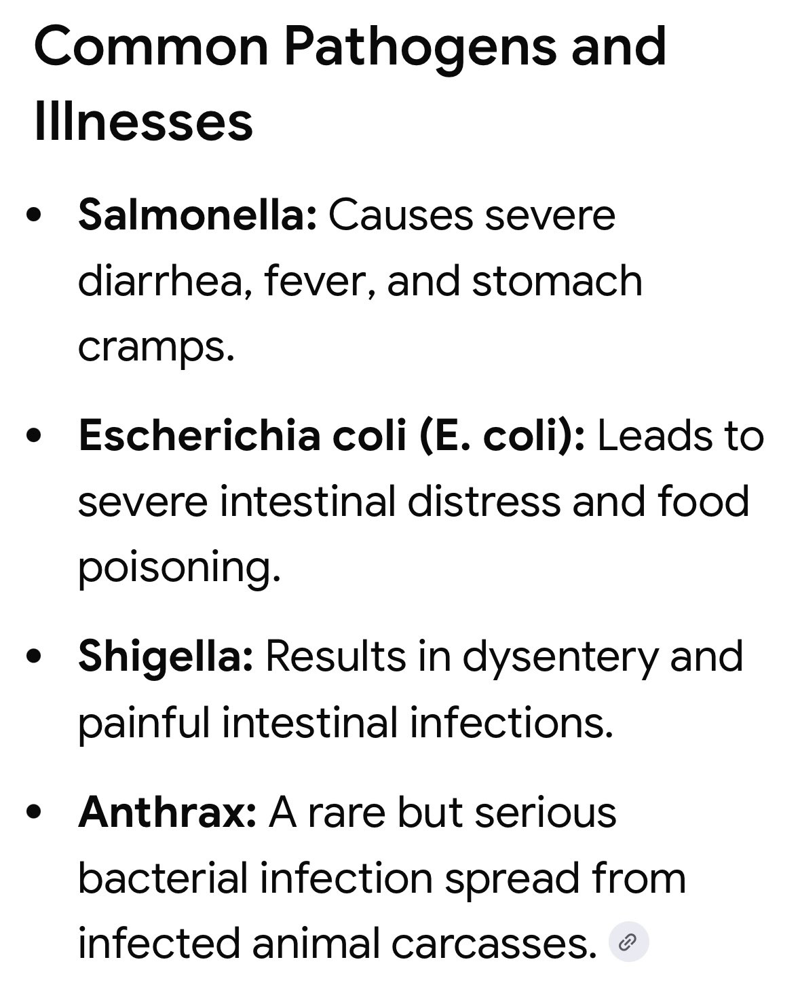 Common Pathogens and
Illnesses
• Salmonella: Causes severe
diarrhea, fever, and stomach
cramps.
• Escherichia coli (E. coli): Leads to
severe intestinal distress and food
poisoning.
• Shigella: Results in dysentery and
painful intestinal infections.
• Anthrax: A rare but serious
bacterial infection spread from
infected animal carcasses.